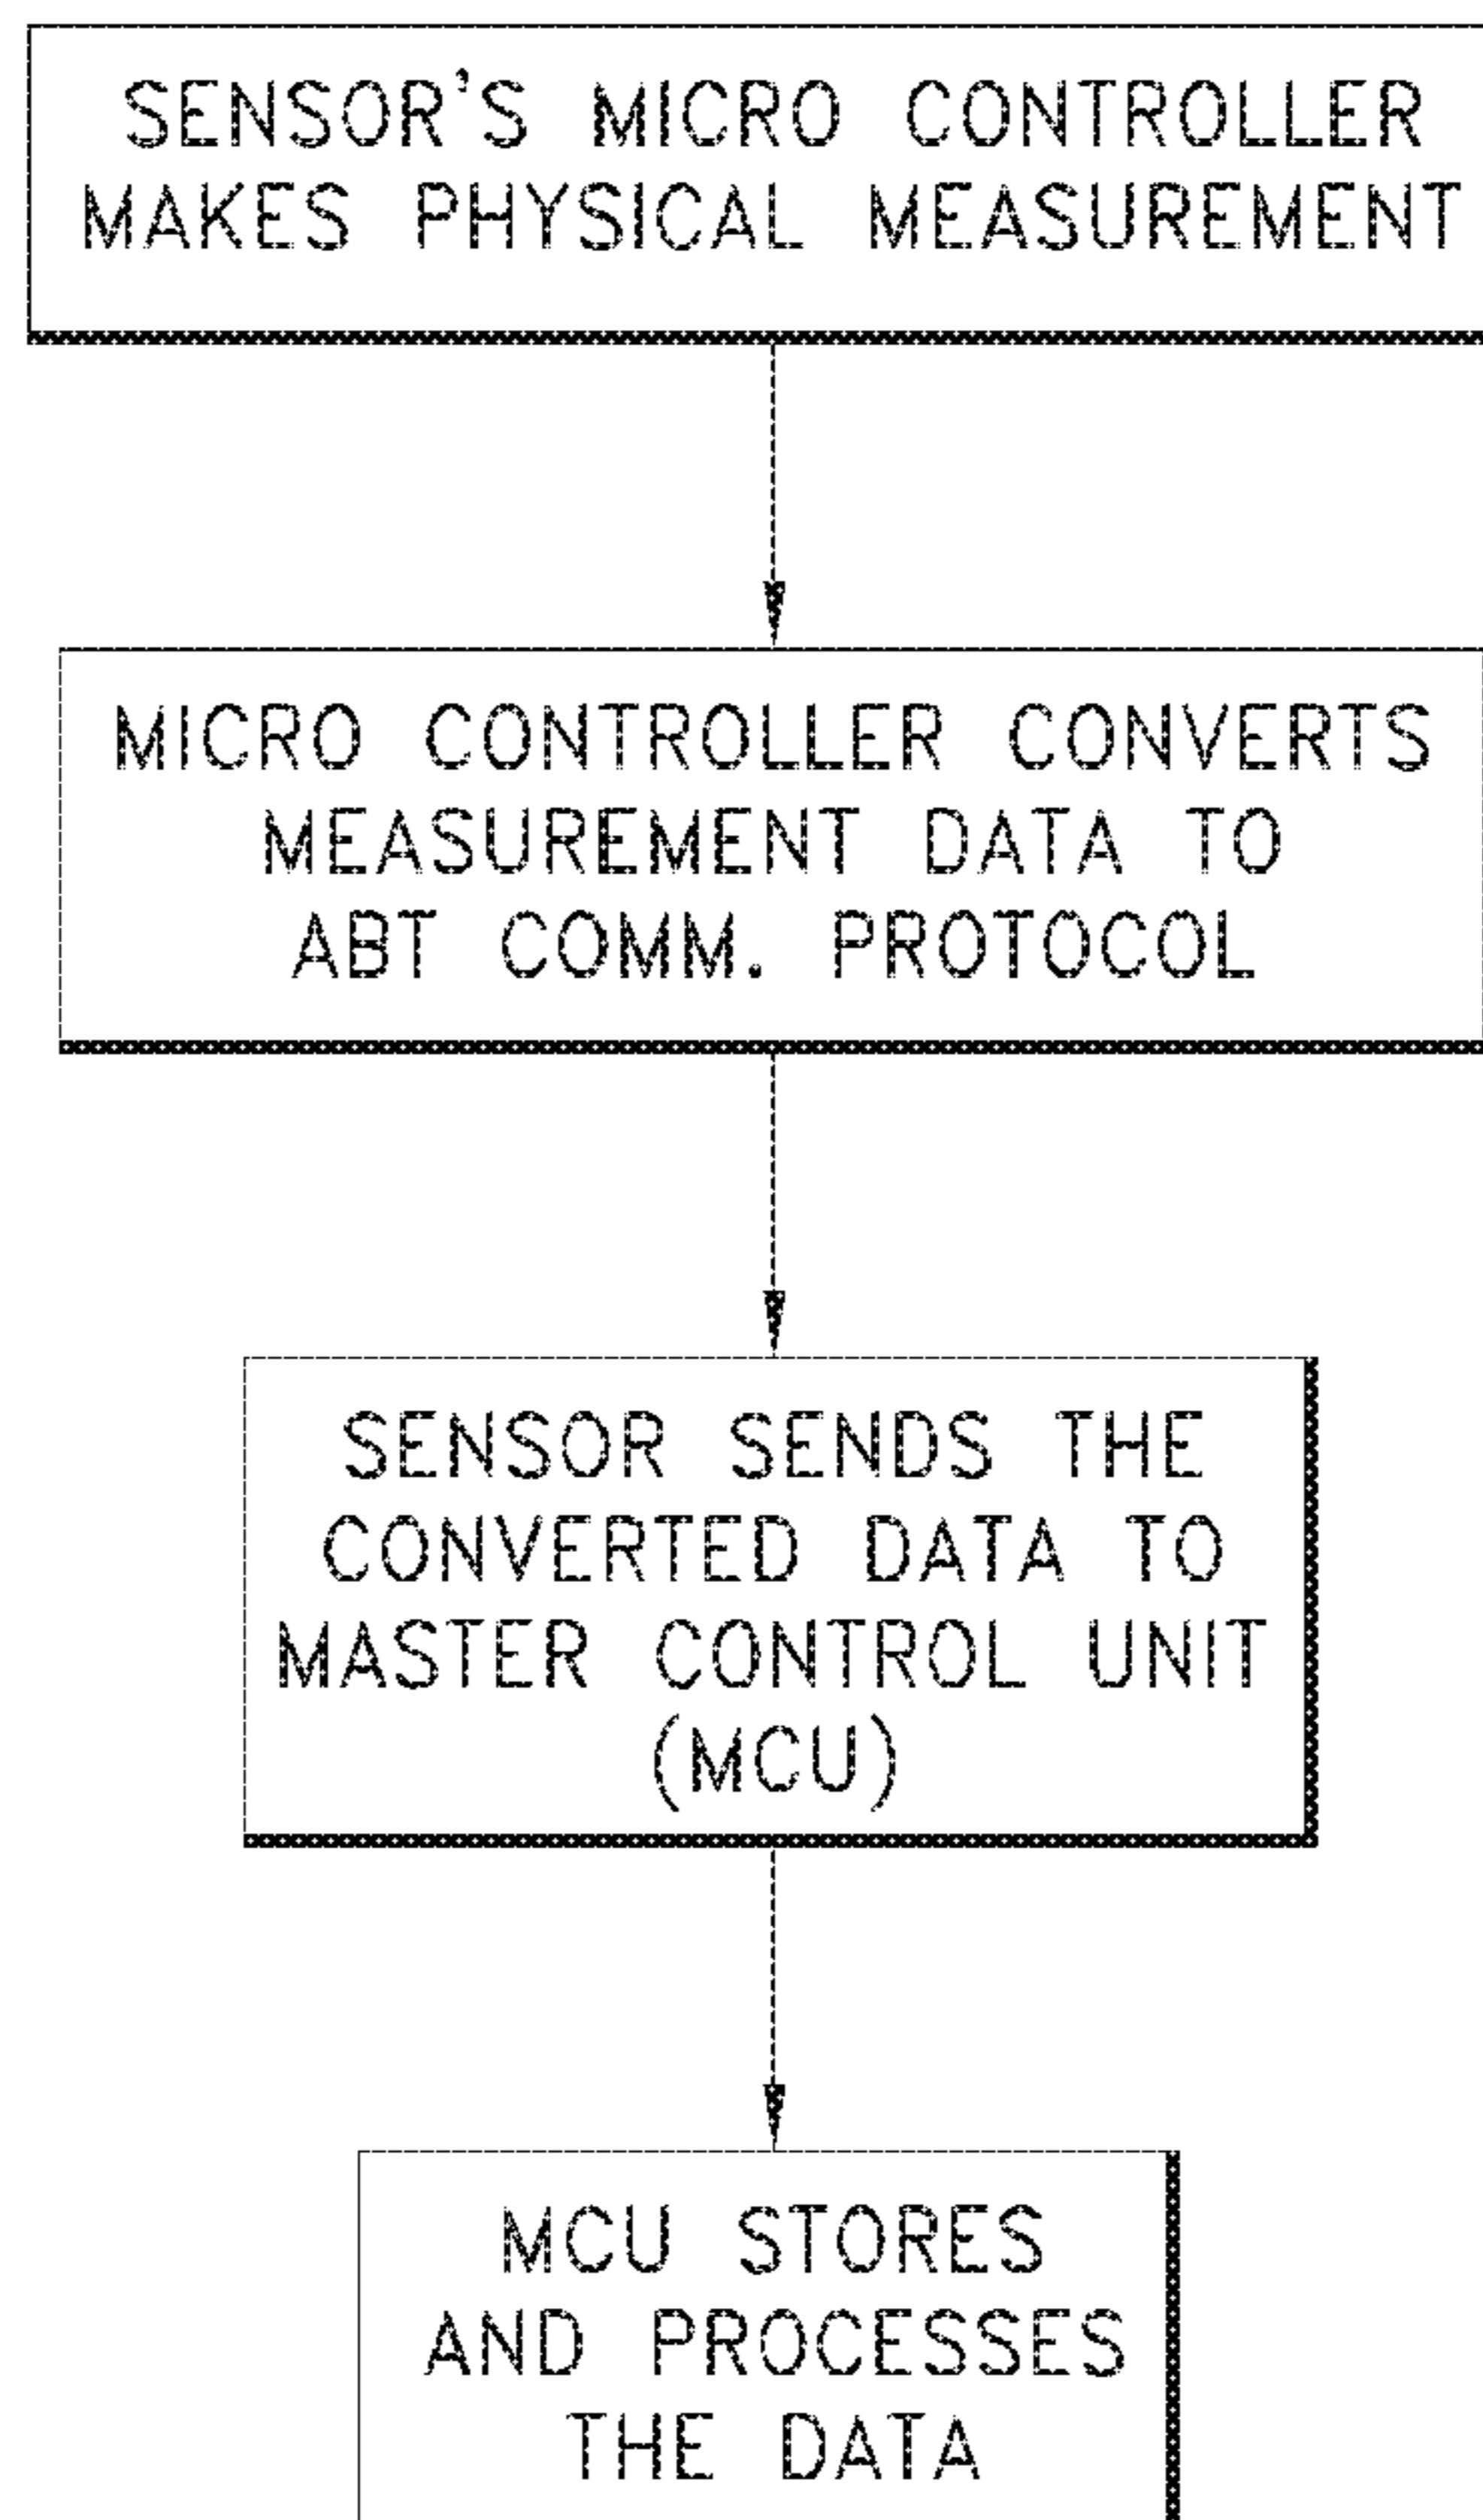 SENSOR'S MICRO CONTROLLER
MAKES PHYSICAL MEASUREMENT
MICRO CONTROLLER CONVERTS
MEASUREMENT DATA TO
ABT COMM. PROTOCOL
SENSOR SENDS THE
CONVERTED DATA TO
MASTER CONTROL UNIT
(MCU)
MCU STORES
AND PROCESSES
THE DATA